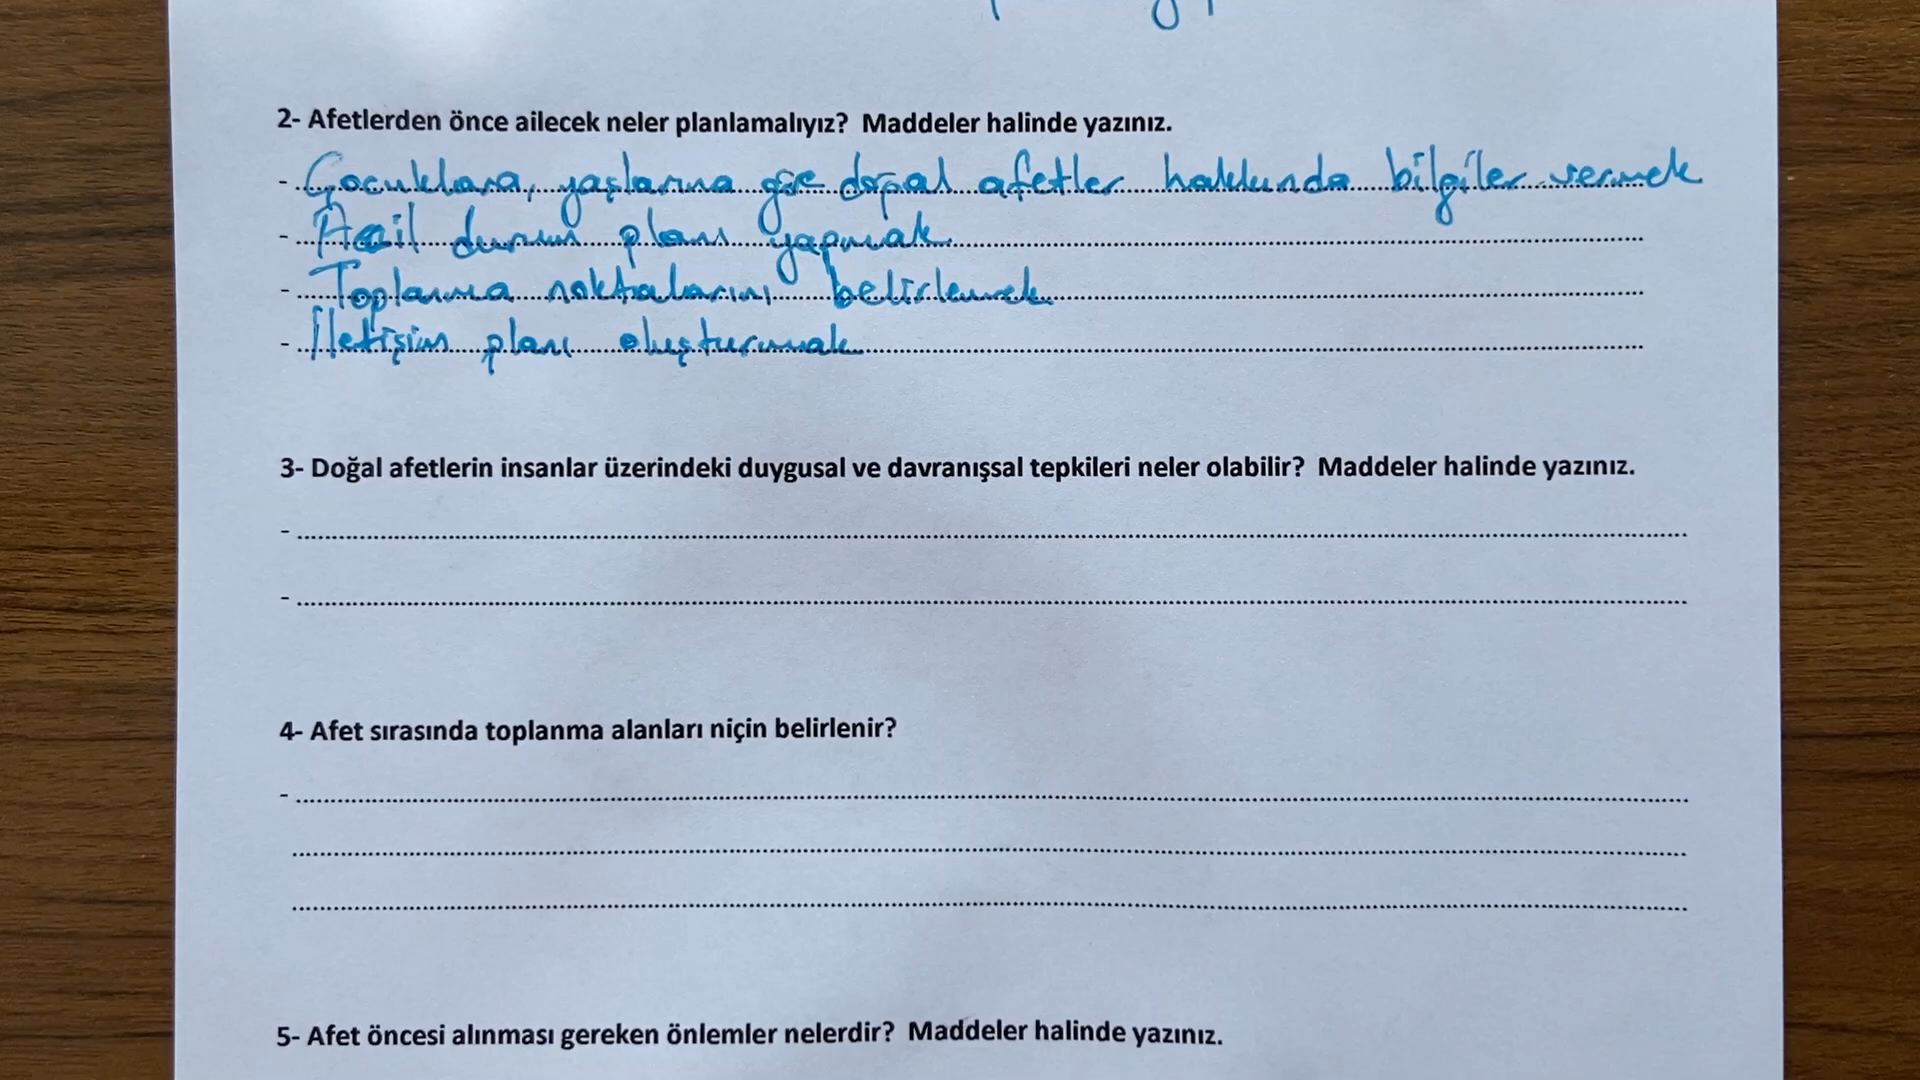 2- Afetlerden önce ailecek neler planlamalıyız? Maddeler halinde yazınız.
- Çocuklara, yaşlarına göre doğal afetler hakkında bilgiler vermek
- Acil durum planı yapmak
- Toplanma noktalarını belirlemek
- İletişim planı oluşturmak
3- Doğal afetlerin insanlar üzerindeki duygusal ve davranışsal tepkileri neler olabilir? Maddeler halinde yazınız.
-
-
4- Afet sırasında toplanma alanları niçin belirlenir?
-
5- Afet öncesi alınması gereken önlemler nelerdir? Maddeler halinde yazınız.